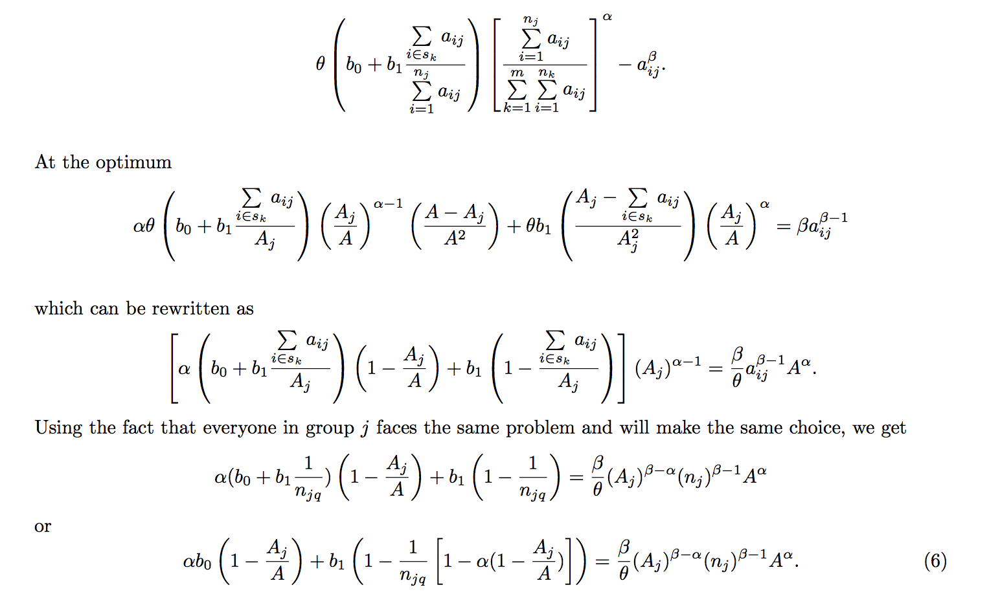 $$\theta \left( b_0 + b_1 \frac{\sum_{i \in s_k} a_{ij}}{\sum_{i=1}^{n_j} a_{ij}} \right) \left[ \frac{\sum_{i=1}^{n_j} a_{ij}}{\sum_{k=1}^{m} \sum_{i=1}^{n_k} a_{ij}} \right]^{\alpha} - a_{ij}^{\beta}.$$
At the optimum
$$\alpha\theta \left( b_0 + b_1 \frac{\sum_{i \in s_k} a_{ij}}{A_j} \right) \left( \frac{A_j}{A} \right)^{\alpha-1} \left( \frac{A - A_j}{A^2} \right) + \theta b_1 \left( \frac{A_j - \sum_{i \in s_k} a_{ij}}{A_j^2} \right) \left( \frac{A_j}{A} \right)^{\alpha} = \beta a_{ij}^{\beta-1}$$
which can be rewritten as
$$\left[ \alpha \left( b_0 + b_1 \frac{\sum_{i \in s_k} a_{ij}}{A_j} \right) \left( 1 - \frac{A_j}{A} \right) + b_1 \left( 1 - \frac{\sum_{i \in s_k} a_{ij}}{A_j} \right) \right] (A_j)^{\alpha-1} = \frac{\beta}{\theta} a_{ij}^{\beta-1} A^{\alpha}.$$
Using the fact that everyone in group $j$ faces the same problem and will make the same choice, we get
$$\alpha (b_0 + b_1 \frac{1}{n_{jq}}) \left( 1 - \frac{A_j}{A} \right) + b_1 \left( 1 - \frac{1}{n_{jq}} \right) = \frac{\beta}{\theta} (A_j)^{\beta-\alpha} (n_j)^{\beta-1} A^{\alpha}$$
or
$$\alpha b_0 \left( 1 - \frac{A_j}{A} \right) + b_1 \left( 1 - \frac{1}{n_{jq}} \left[ 1 - \alpha (1 - \frac{A_j}{A}) \right] \right) = \frac{\beta}{\theta} (A_j)^{\beta-\alpha} (n_j)^{\beta-1} A^{\alpha}. \quad (6)$$